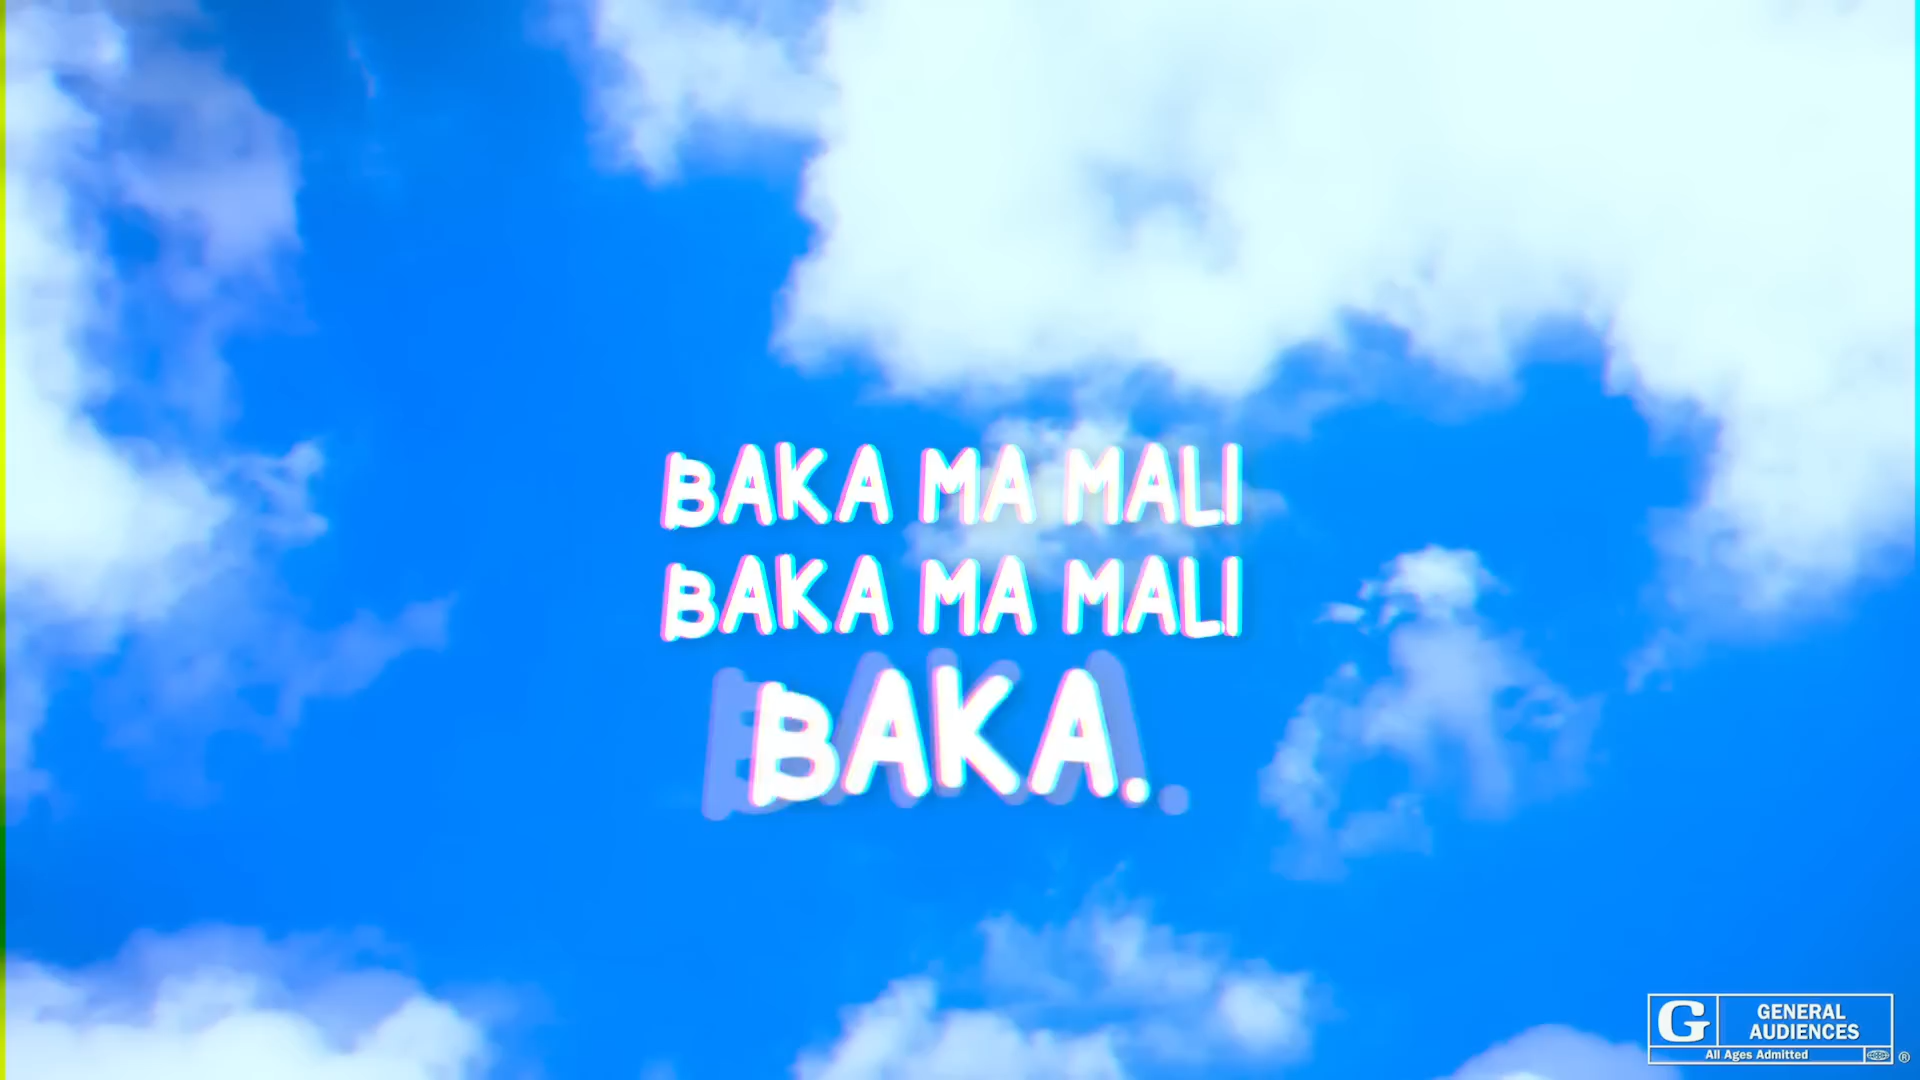 BAKA MA MALI
BAKA MA MALI
BAKA.
G
GENERAL
AUDIENCES
All Ages Admitted
®